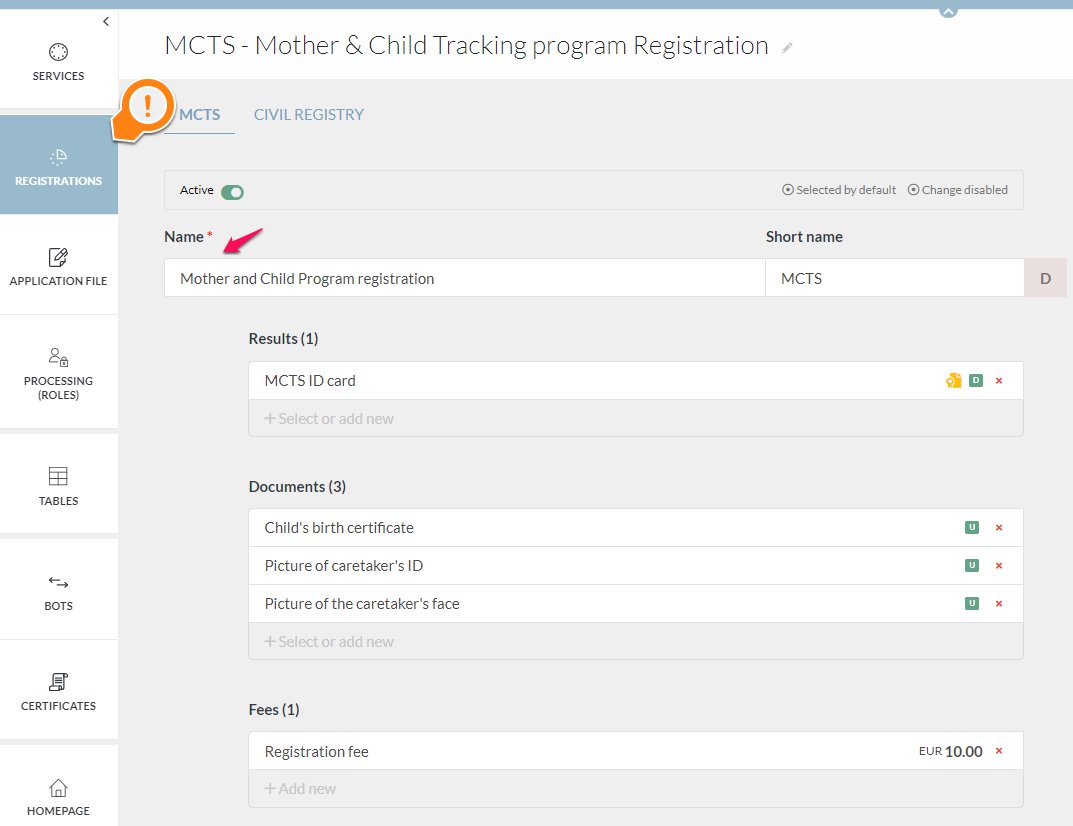 MCTS - Mother & Child Tracking program Registration
SERVICES
!
MCTS CIVIL REGISTRY
REGISTRATIONS
Active Selected by default Change disabled
Name * Short name
Mother and Child Program registration MCTS D
APPLICATION FILE
Results (1)
MCTS ID card D ×
+ Select or add new
PROCESSING
(ROLES)
Documents (3)
Child's birth certificate U ×
Picture of caretaker's ID U ×
Picture of the caretaker's face U ×
+ Select or add new
TABLES
BOTS
CERTIFICATES
Fees (1)
Registration fee EUR 10.00 ×
+ Add new
HOMEPAGE